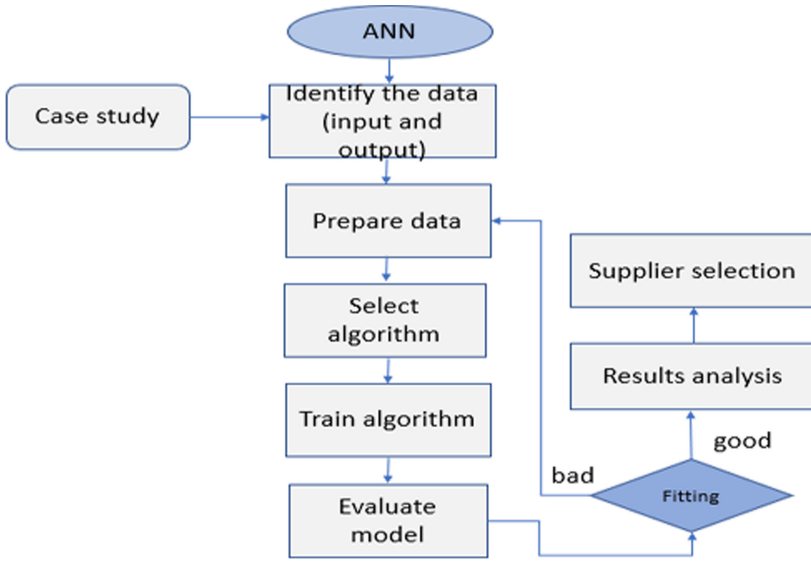 ANN
Case study
Identify the data
(input and
output)
Prepare data
Select
algorithm
Train algorithm
Evaluate
model
Fitting
bad
good
Results analysis
Supplier selection